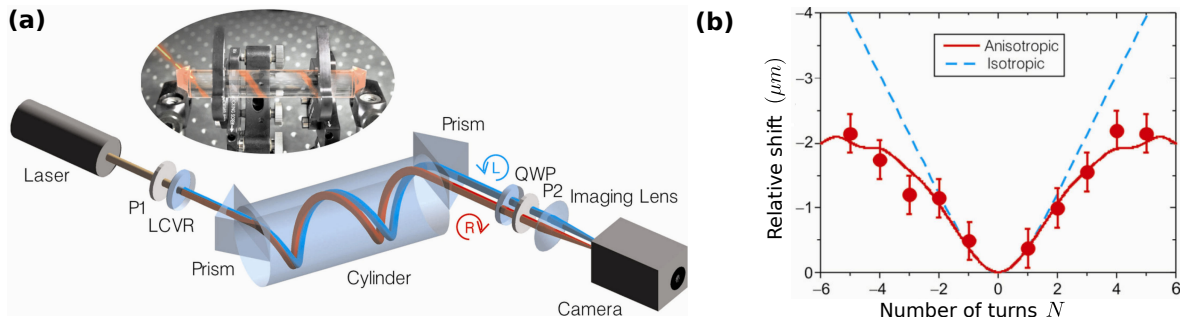 (a)
Laser
P1
LCVR
Prism
Cylinder
Prism
L
R
QWP
P2
Imaging Lens
Camera
(b)
Relative shift (μm)
–4
–3
–2
–1
0
Anisotropic
Isotropic
–6 –4 –2 0 2 4 6
Number of turns N